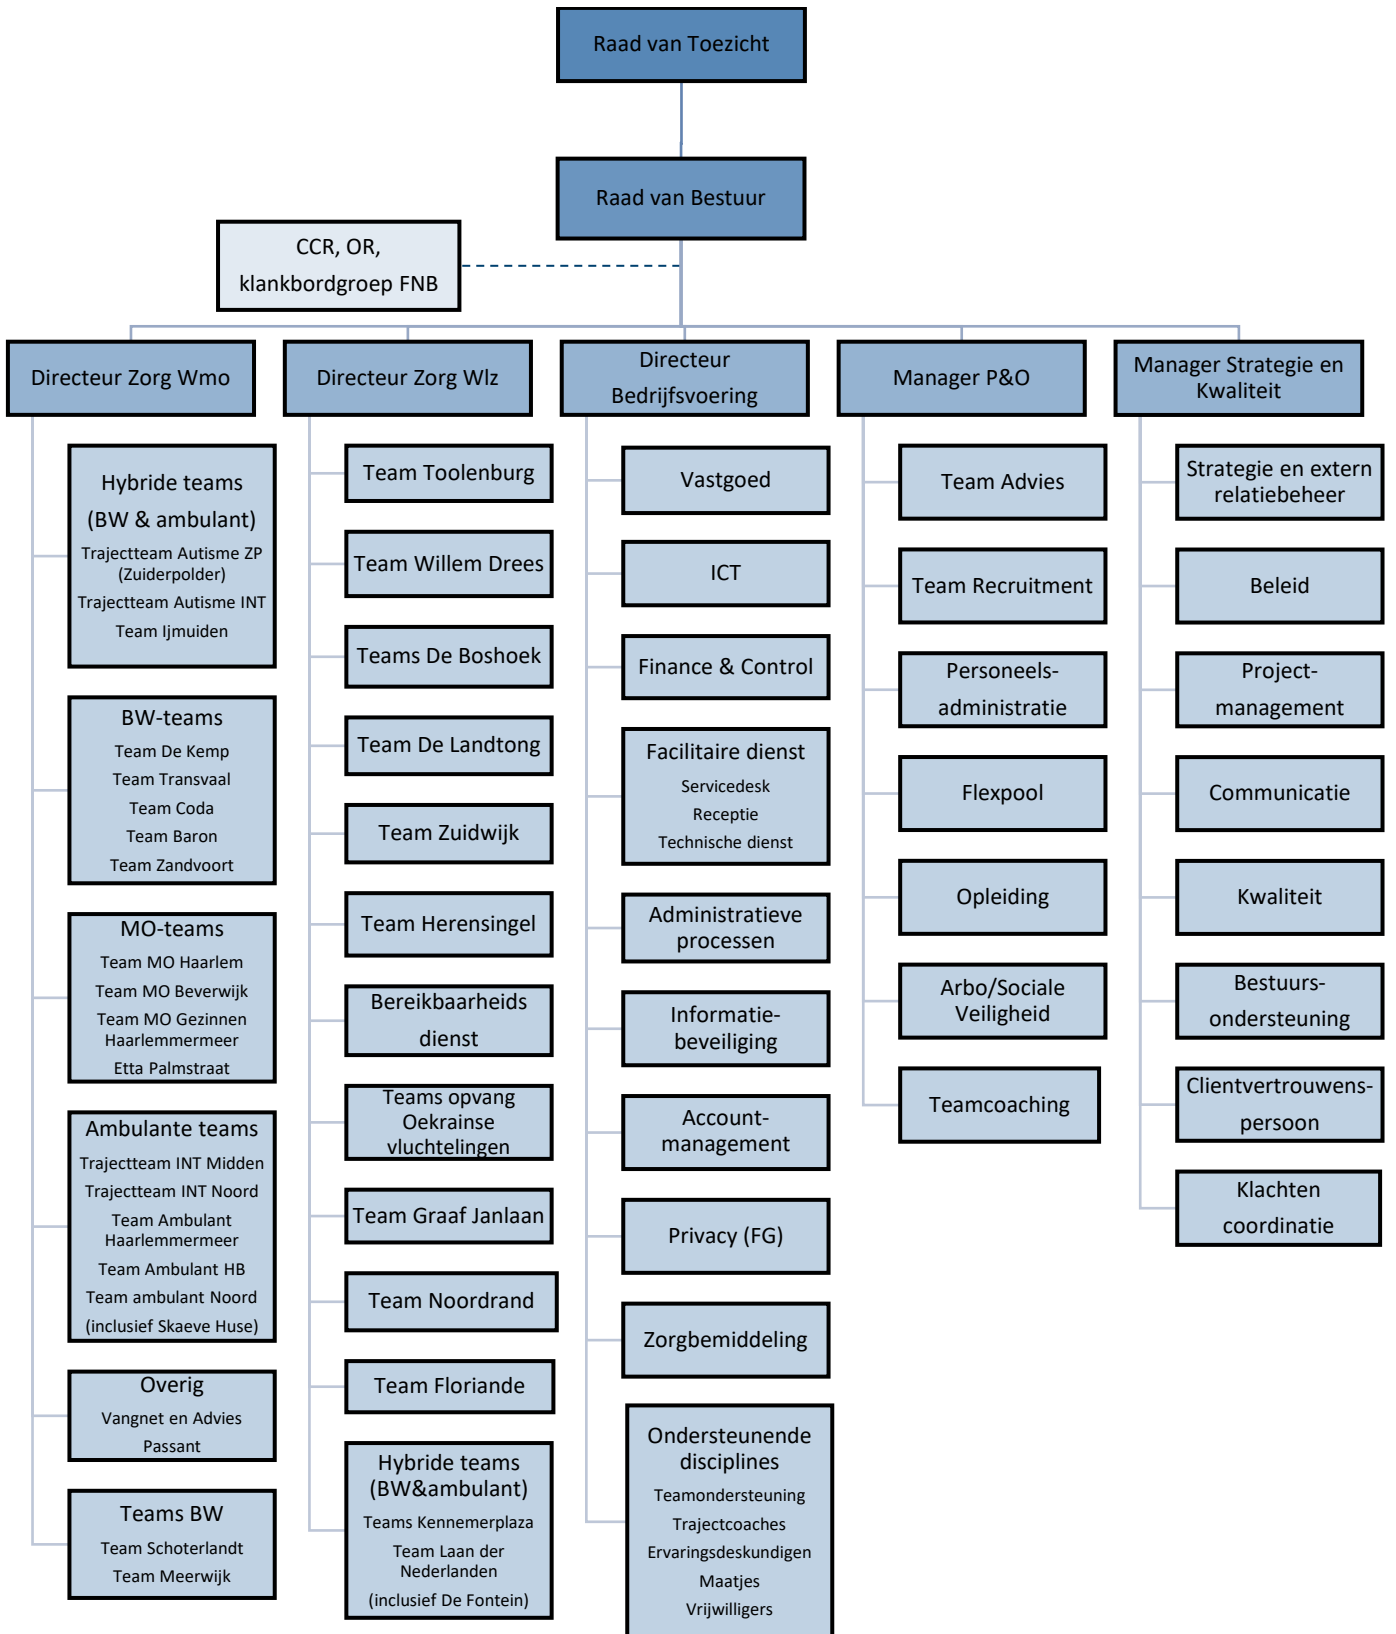 Raad van Toezicht
Raad van Bestuur
CCR, OR,
klankbordgroep FNB
Directeur Zorg Wmo
Hybride teams
(BW & ambulant)
Trajectteam Autisme ZP
(Zuiderpolder)
Trajectteam Autisme INT
Team Ijmuiden
BW-teams
Team De Kemp
Team Transvaal
Team Coda
Team Baron
Team Zandvoort
MO-teams
Team MO Haarlem
Team MO Beverwijk
Team MO Gezinnen
Haarlemmermeer
Etta Palmstraat
Ambulante teams
Trajectteam INT Midden
Trajectteam INT Noord
Team Ambulant
Haarlemmermeer
Team Ambulant HB
Team ambulant Noord
(inclusief Skaeve Huse)
Overig
Vangnet en Advies
Passant
Teams BW
Team Schoterlandt
Team Meerwijk
Directeur Zorg Wlz
Team Toolenburg
Team Willem Drees
Teams De Boshoek
Team De Landtong
Team Zuidwijk
Team Herensingel
Bereikbaarheids
dienst
Teams opvang
Oekrainse
vluchtelingen
Team Graaf Janlaan
Team Noordrand
Team Floriande
Hybride teams
(BW&ambulant)
Teams Kennemerplaza
Team Laan der
Nederlanden
(inclusief De Fontein)
Directeur
Bedrijfsvoering
Vastgoed
ICT
Finance & Control
Facilitaire dienst
Servicedesk
Receptie
Technische dienst
Administratieve
processen
Informatie-
beveiliging
Account-
management
Privacy (FG)
Zorgbemiddeling
Ondersteunende
disciplines
Teamondersteuning
Trajectcoaches
Ervaringsdeskundigen
Maatjes
Vrijwilligers
Manager P&O
Team Advies
Team Recruitment
Personeels-
administratie
Flexpool
Opleiding
Arbo/Sociale
Veiligheid
Teamcoaching
Manager Strategie en
Kwaliteit
Strategie en extern
relatiebeheer
Beleid
Project-
management
Communicatie
Kwaliteit
Bestuurs-
ondersteuning
Clientvertrouwens-
persoon
Klachten
coordinatie